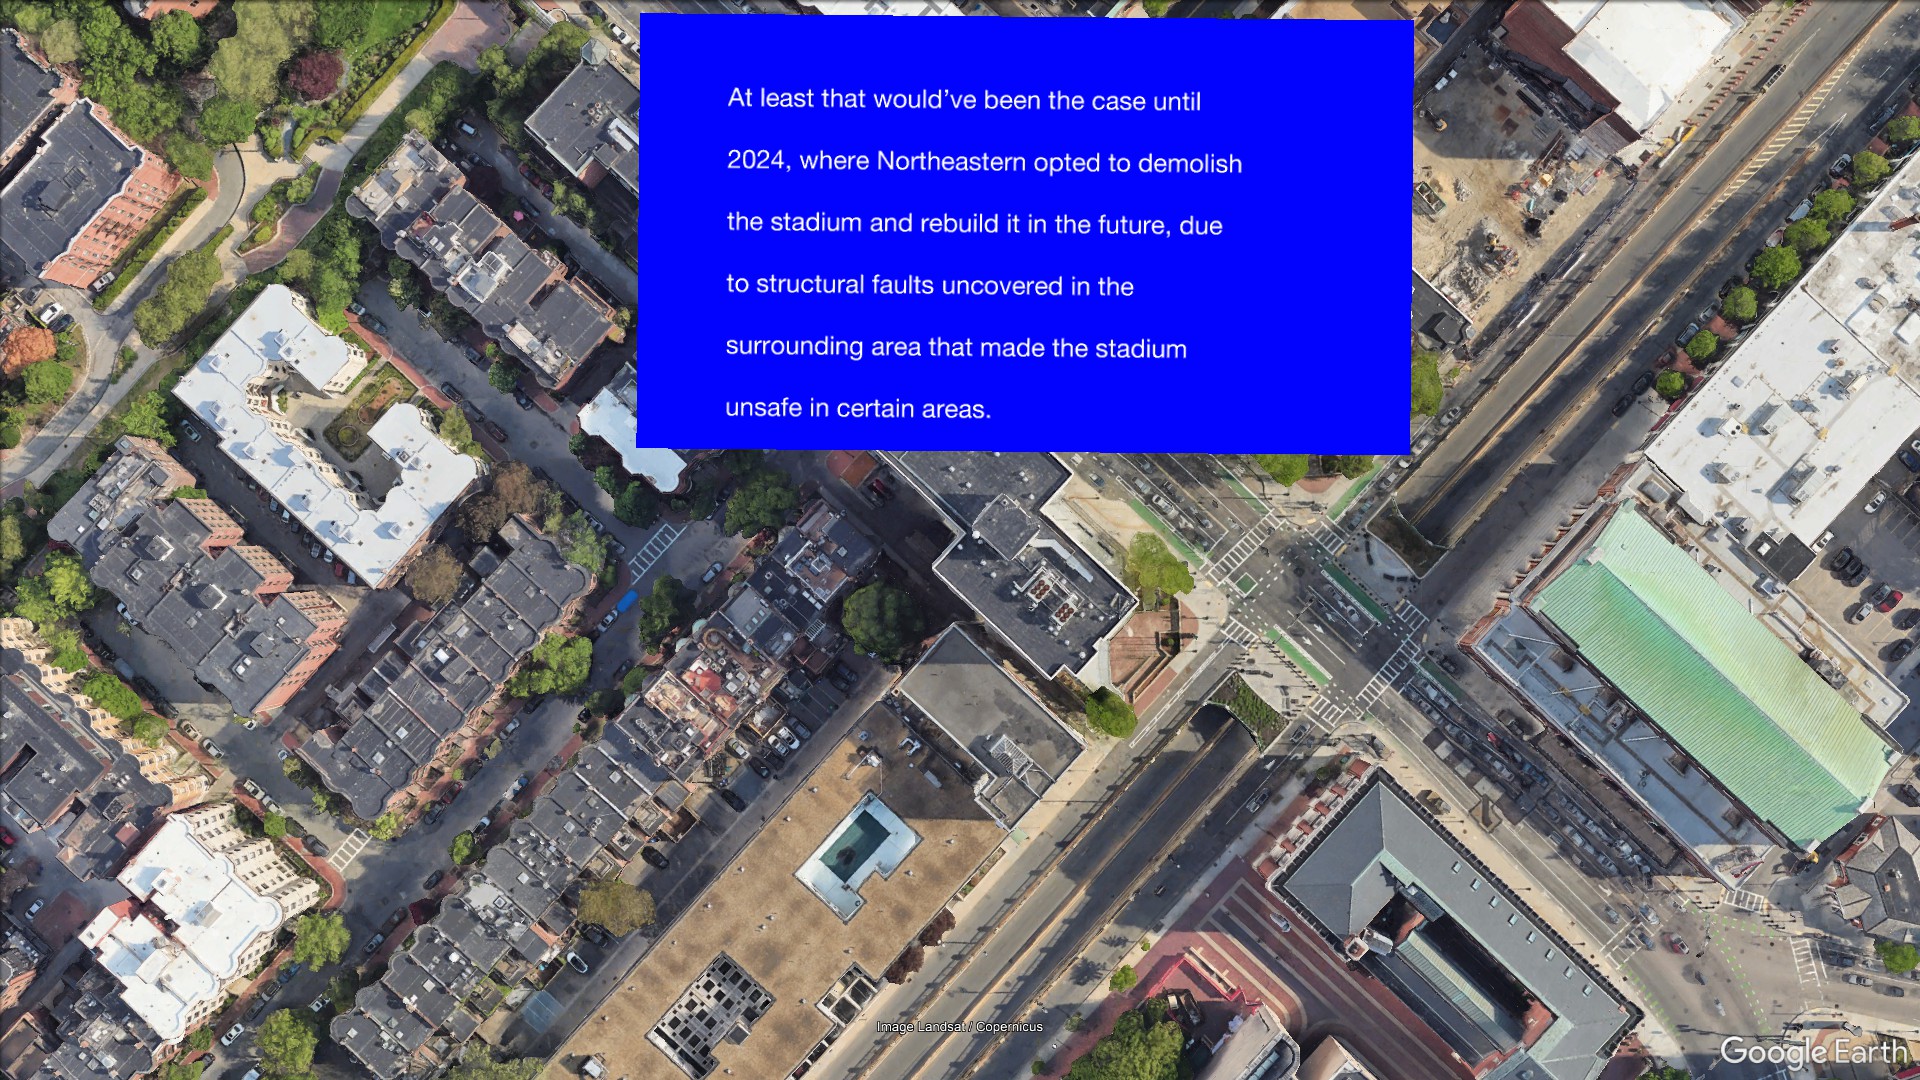 At least that would’ve been the case until
2024, where Northeastern opted to demolish
the stadium and rebuild it in the future, due
to structural faults uncovered in the
surrounding area that made the stadium
unsafe in certain areas.
Image Landsat / Copernicus
Google Earth